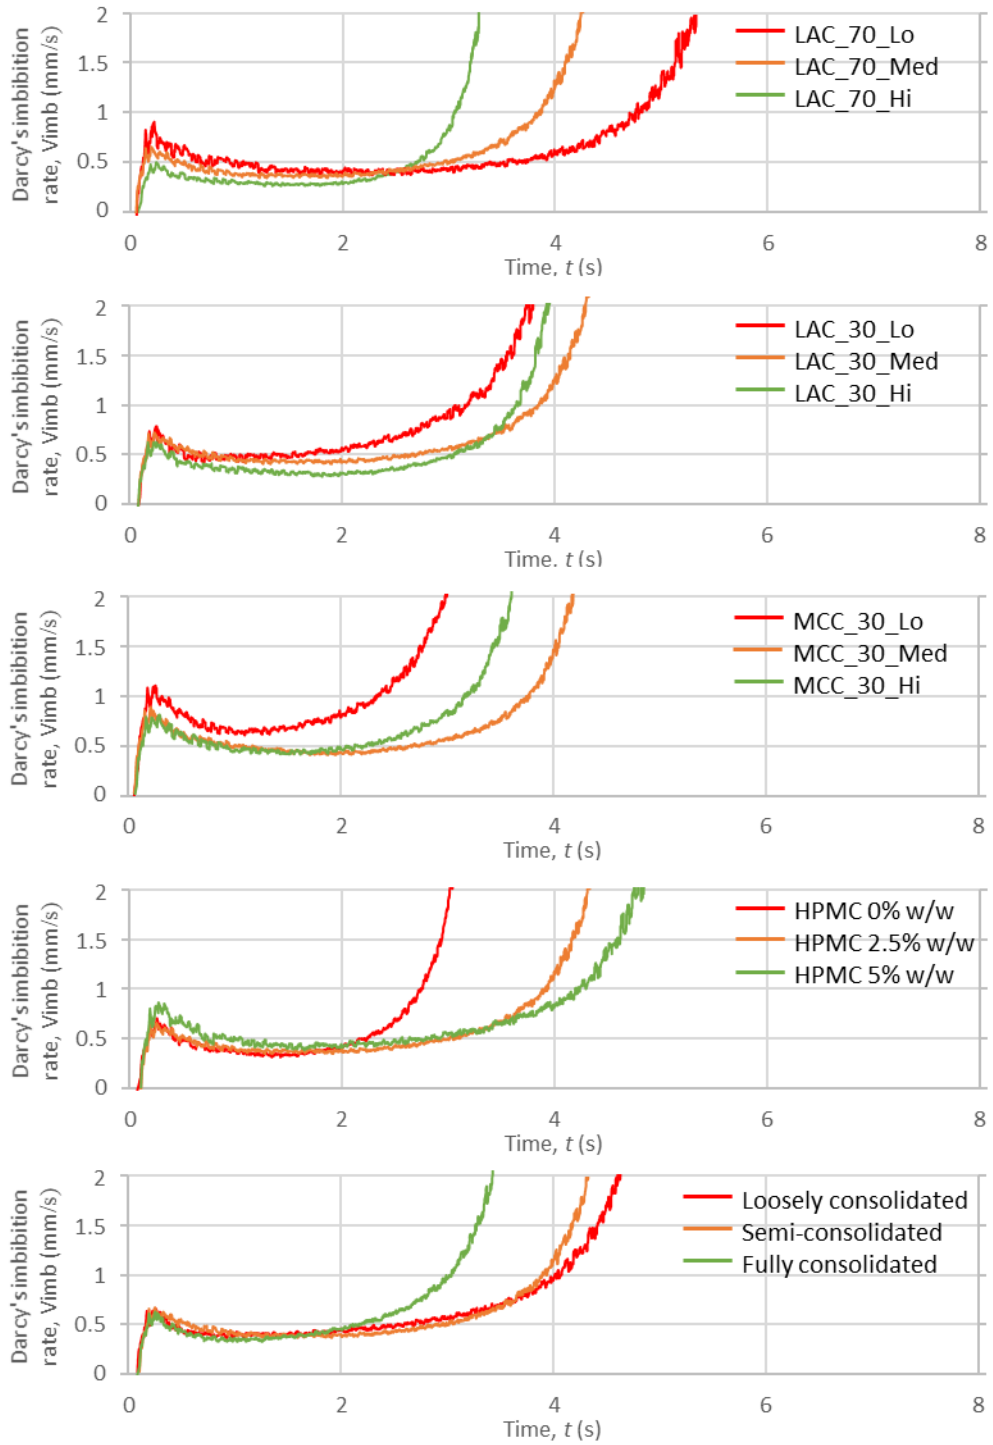 Darcy'simbibition
rate, Vimb (mm/s)
2
1.5
1
0.5
0
0
2
4
6
8
Time, t (s)
LAC_70_Lo
LAC_70_Med
LAC_70_Hi
Darcy'simbibition
rate, Vimb (mm/s)
2
1.5
1
0.5
0
0
2
4
6
8
Time, t (s)
LAC_30_Lo
LAC_30_Med
LAC_30_Hi
Darcy'simbibition
rate, Vimb (mm/s)
2
1.5
1
0.5
0
0
2
4
6
8
Time, t (s)
MCC_30_Lo
MCC_30_Med
MCC_30_Hi
Darcy'simbibition
rate, Vimb (mm/s)
2
1.5
1
0.5
0
0
2
4
6
8
Time, t (s)
HPMC 0% w/w
HPMC 2.5% w/w
HPMC 5% w/w
Darcy'simbibition
rate, Vimb (mm/s)
2
1.5
1
0.5
0
0
2
4
6
8
Time, t (s)
Loosely consolidated
Semi-consolidated
Fully consolidated